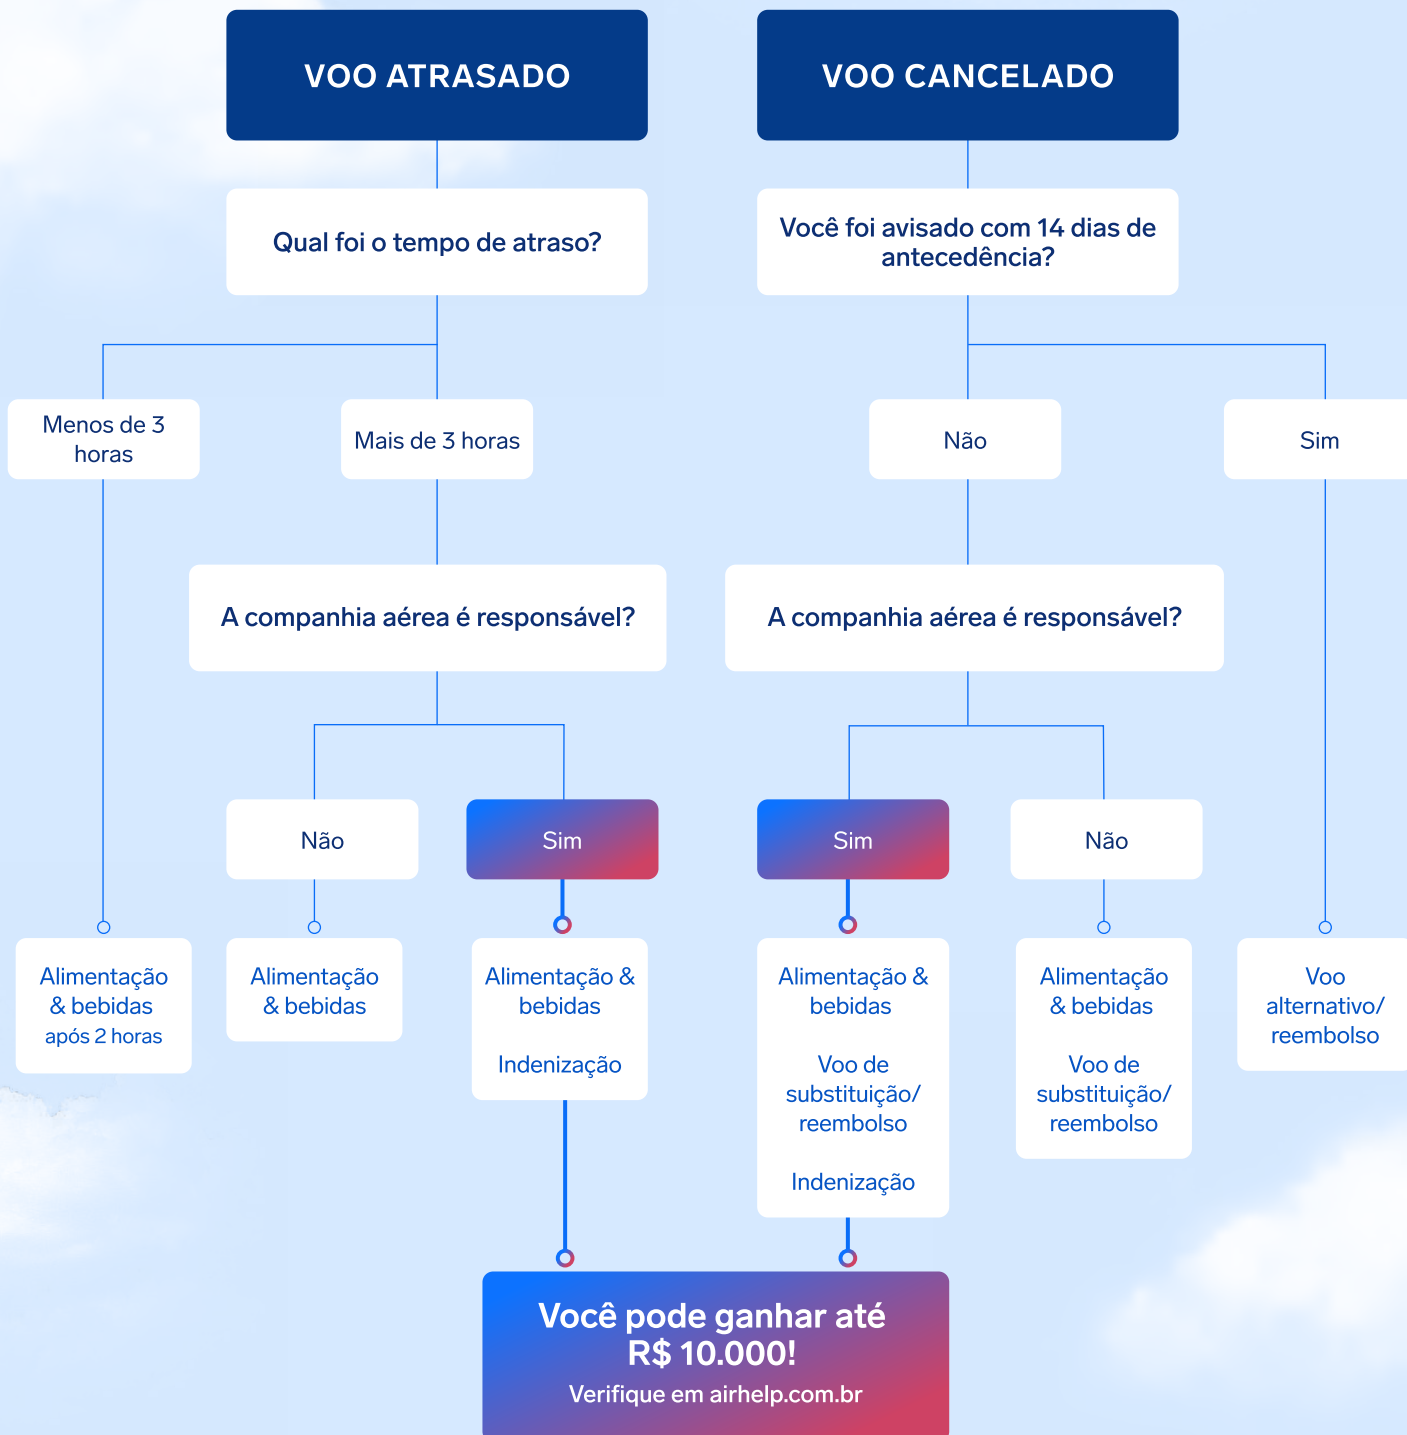 VOO ATRASADO
VOO CANCELADO
Qual foi o tempo de atraso?
Você foi avisado com 14 dias de
antecedência?
Menos de 3
horas
Mais de 3 horas
Não
Sim
A companhia aérea é responsável?
A companhia aérea é responsável?
Não
Sim
Sim
Não
Alimentação
& bebidas
após 2 horas
Alimentação
& bebidas
Alimentação &
bebidas
Indenização
Alimentação &
bebidas
Voo de
substituição/
reembolso
Indenização
Alimentação
& bebidas
Voo de
substituição/
reembolso
Voo
alternativo/
reembolso
Você pode ganhar até
R$ 10.000!
Verifique em airhelp.com.br